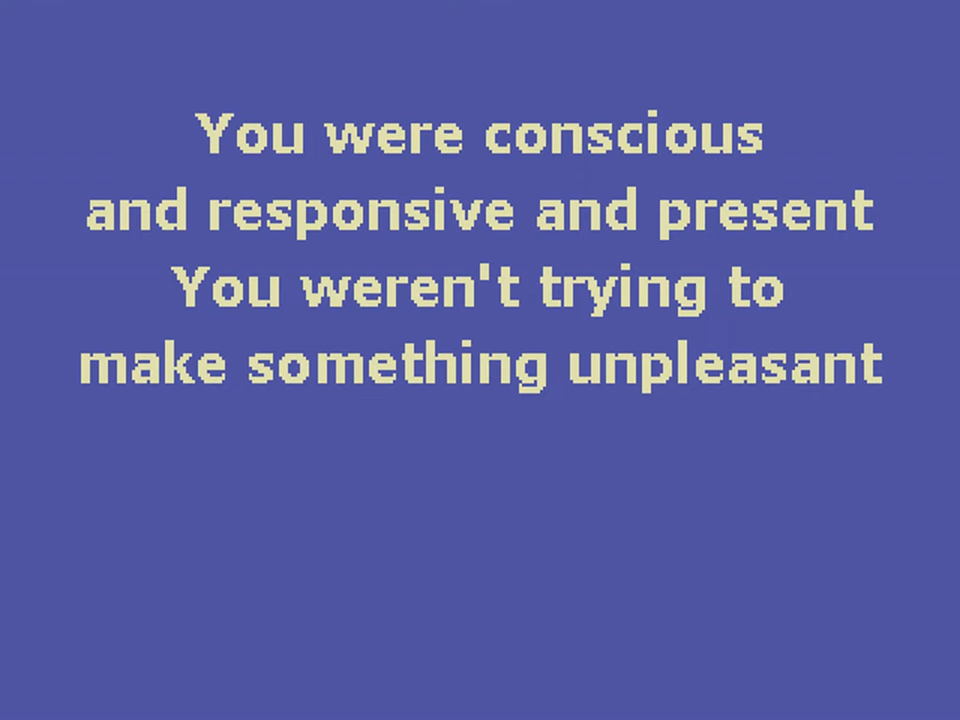 You were conscious
and responsive and present
You weren't trying to
make something unpleasant